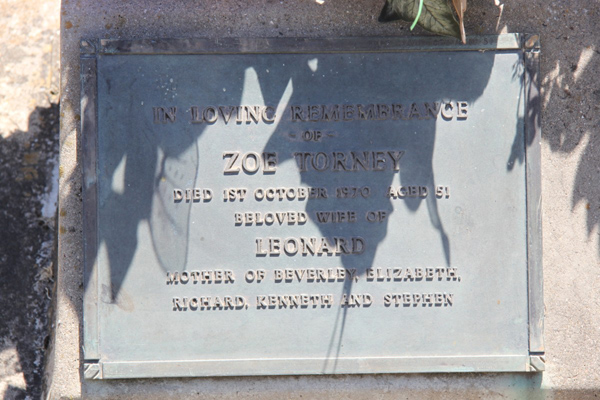 IN LOVING REMEMBRANCE
- OF -
ZOE TORNEY
DIED 1ST OCTOBER 1970 AGED 51
BELOVED WIFE OF
LEONARD
MOTHER OF BEVERLEY, ELIZABETH,
RICHARD, KENNETH AND STEPHEN